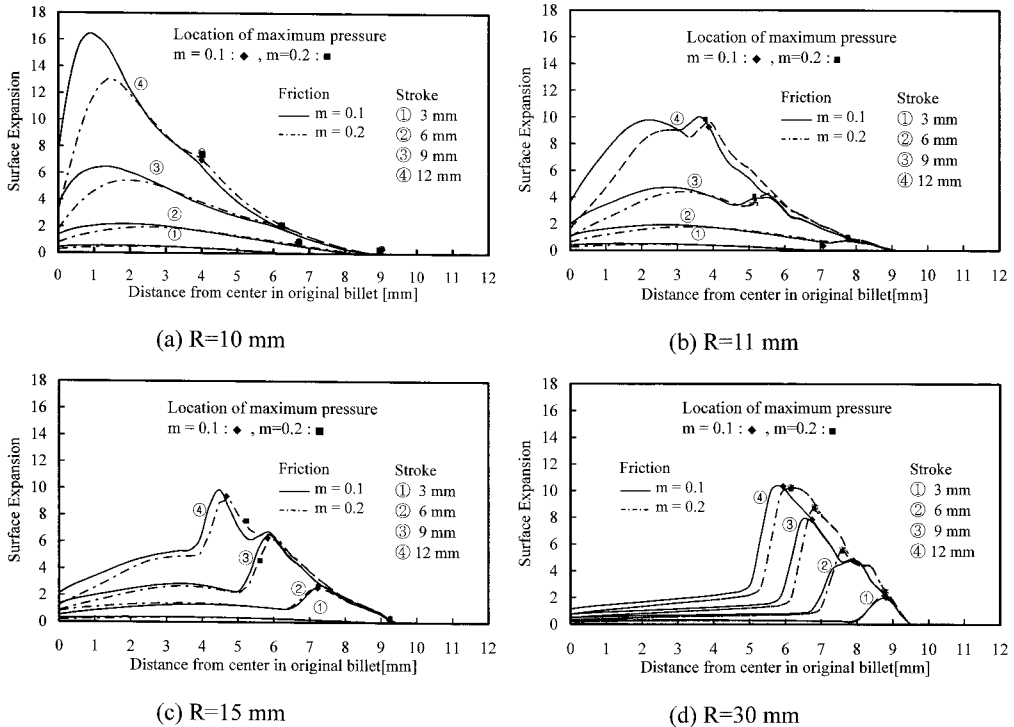 18
16
14
12
10
8
6
4
2
0
Surface Expansion
Location of maximum pressure
m = 0.1 : ◆ , m=0.2 : ■
Friction
m = 0.1
m = 0.2
Stroke
① 3 mm
② 6 mm
③ 9 mm
④ 12 mm
④
③
②
①
0 1 2 3 4 5 6 7 8 9 10 11 12
Distance from center in original billet[mm]
(a) R=10 mm
18
16
14
12
10
8
6
4
2
0
Surface Expansion
Location of maximum pressure
m = 0.1 : ◆ , m=0.2 : ■
Friction
m = 0.1
m = 0.2
Stroke
① 3 mm
② 6 mm
③ 9 mm
④ 12 mm
④
③
②
①
0 1 2 3 4 5 6 7 8 9 10 11 12
Distance from center in original billet[mm]
(b) R=11 mm
18
16
14
12
10
8
6
4
2
0
Surface Expansion
Location of maximum pressure
m = 0.1 : ◆ , m=0.2 : ■
Friction
m = 0.1
m = 0.2
Stroke
① 3 mm
② 6 mm
③ 9 mm
④ 12 mm
④
③
②
①
0 1 2 3 4 5 6 7 8 9 10 11 12
Distance from center in original billet[mm]
(c) R=15 mm
18
16
14
12
10
8
6
4
2
0
Surface Expansion
Location of maximum pressure
m = 0.1 : ◆ , m=0.2 : ■
Friction
m = 0.1
m = 0.2
Stroke
① 3 mm
② 6 mm
③ 9 mm
④ 12 mm
④
③
②
①
0 1 2 3 4 5 6 7 8 9 10 11 12
Distance from center in original billet[mm]
(d) R=30 mm